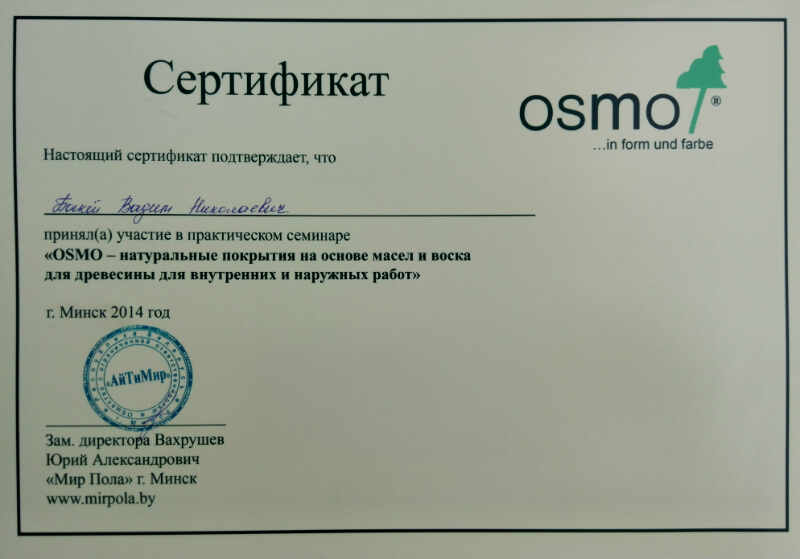 Сертификат
osmo®
...in form und farbe
Настоящий сертификат подтверждает, что
Вадим Николаевич
принял(а) участие в практическом семинаре
«OSMO – натуральные покрытия на основе масел и воска
для древесины для внутренних и наружных работ»
г. Минск 2014 год
«АйТиМир»
Зам. директора Вахрушев
Юрий Александрович
«Мир Пола» г. Минск
www.mirpola.by